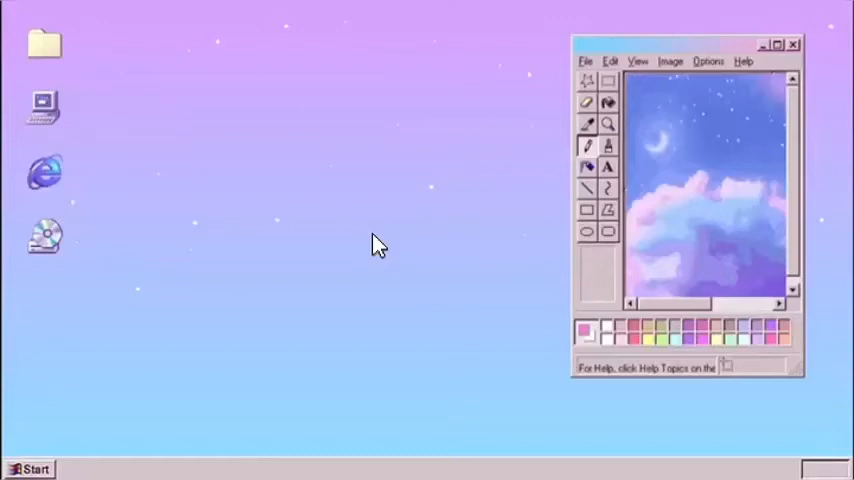 File Edit View Image Options Help
A
For Help, click Help Topics on the
Start